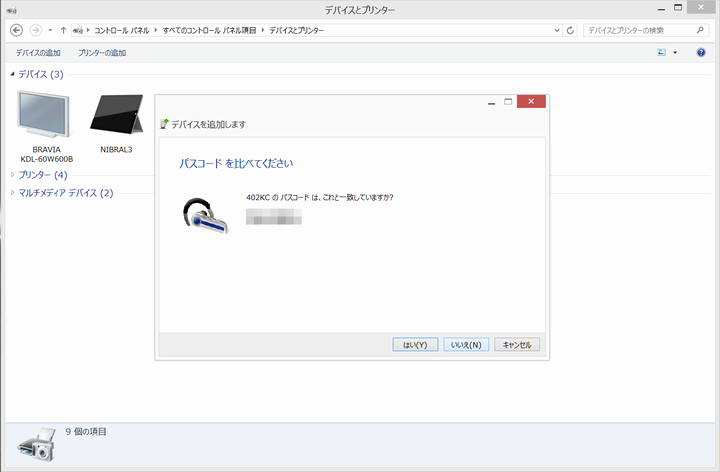 デバイスとプリンター
コントロール パネル
すべてのコントロール パネル項目
デバイスとプリンター
デバイスとプリンターの検索
デバイスの追加
プリンターの追加
デバイス (3)
BRAVIA
KDL-60W600B
NIBRAL3
プリンター (4)
マルチメディア デバイス (2)
デバイスを追加します
パスコード を比べてください
402KC の パスコード は、これと一致していますか?
はい(Y)
いいえ(N)
キャンセル
9 個の項目